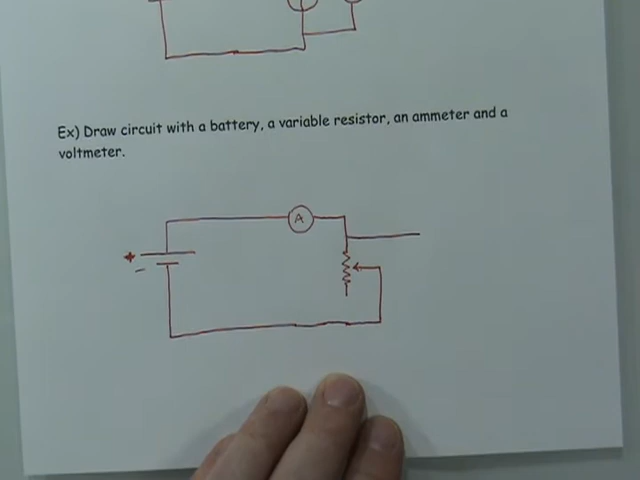 Ex) Draw circuit with a battery, a variable resistor, an ammeter and a
voltmeter.
A
+
-